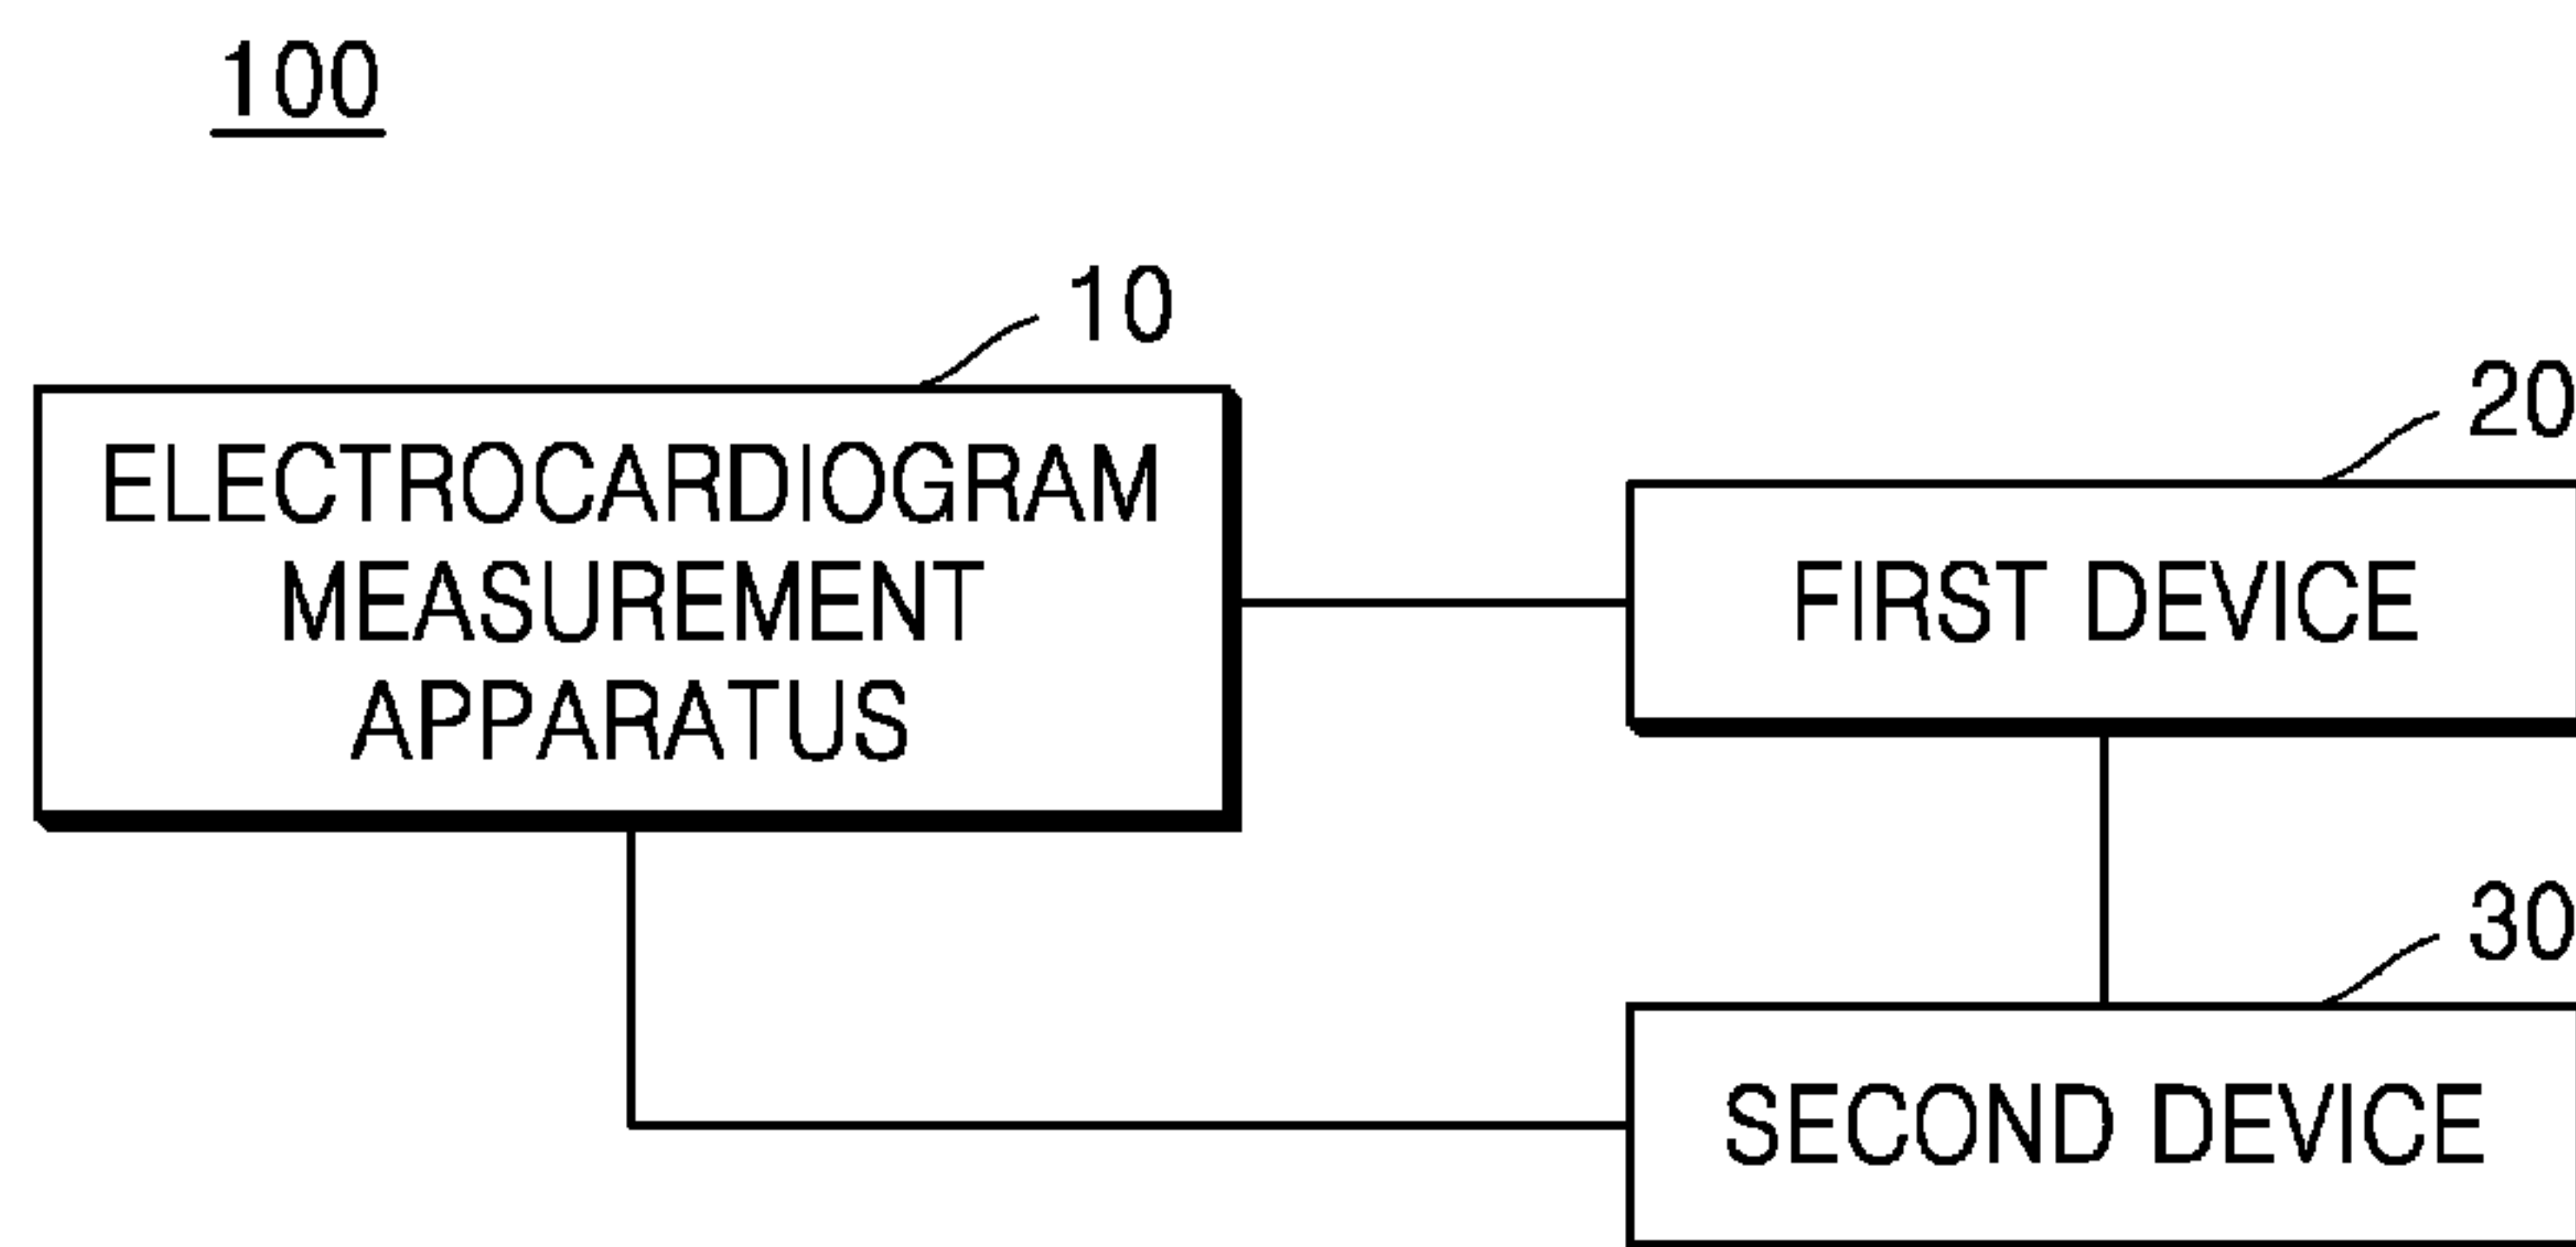 100
10
ELECTROCARDIOGRAM
MEASUREMENT
APPARATUS
20
FIRST DEVICE
30
SECOND DEVICE